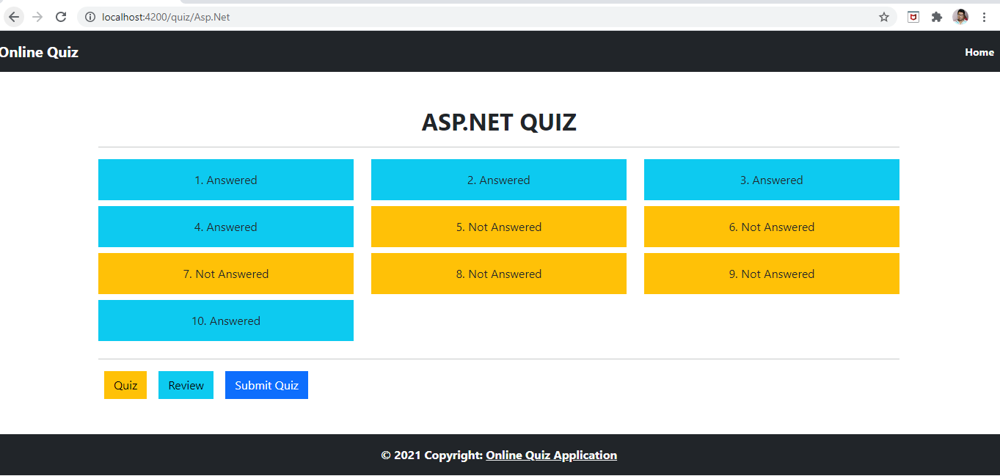 localhost:4200/quiz/Asp.Net
Online Quiz
Home
ASP.NET QUIZ
1. Answered
2. Answered
3. Answered
4. Answered
5. Not Answered
6. Not Answered
7. Not Answered
8. Not Answered
9. Not Answered
10. Answered
Quiz
Review
Submit Quiz
© 2021 Copyright: Online Quiz Application